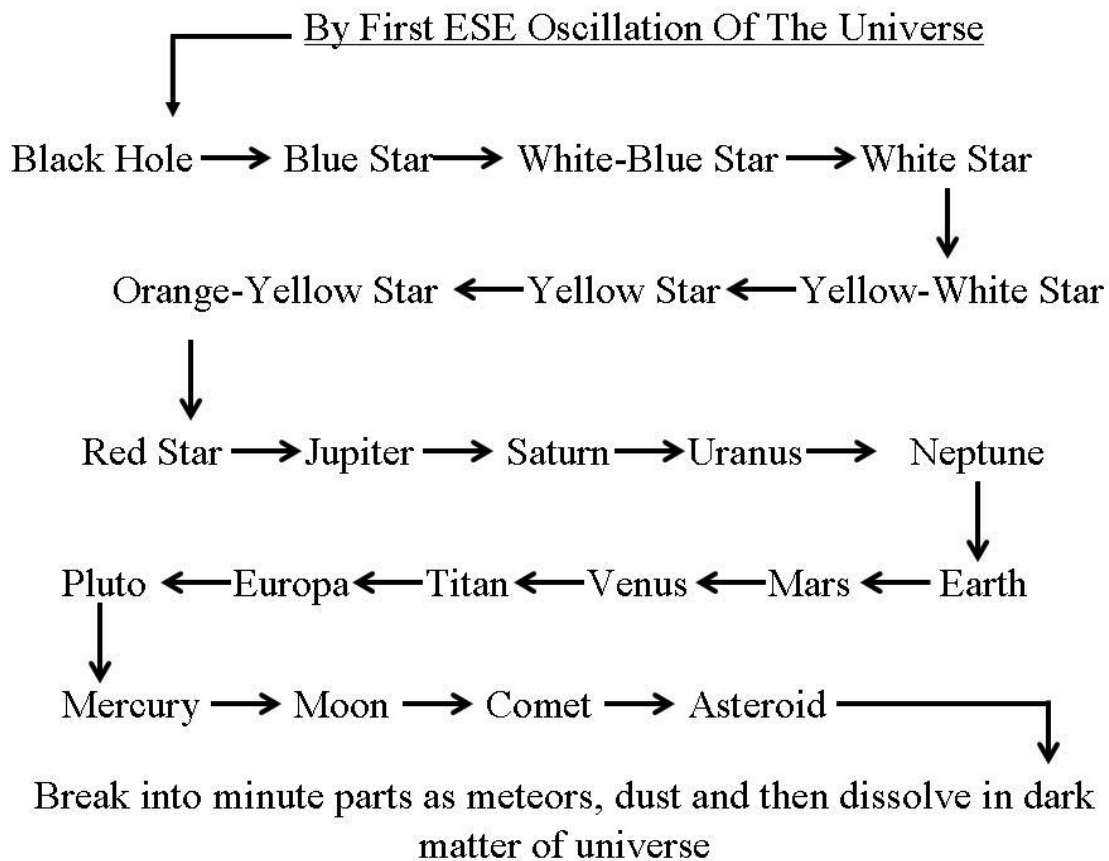 By First ESE Oscillation Of The Universe
Black Hole Blue Star White-Blue Star White Star
Orange-Yellow Star Yellow Star Yellow-White Star
Red Star Jupiter Saturn Uranus Neptune
Pluto Europa Titan Venus Mars Earth
Mercury Moon Comet Asteroid
Break into minute parts as meteors, dust and then dissolve in dark
matter of universe